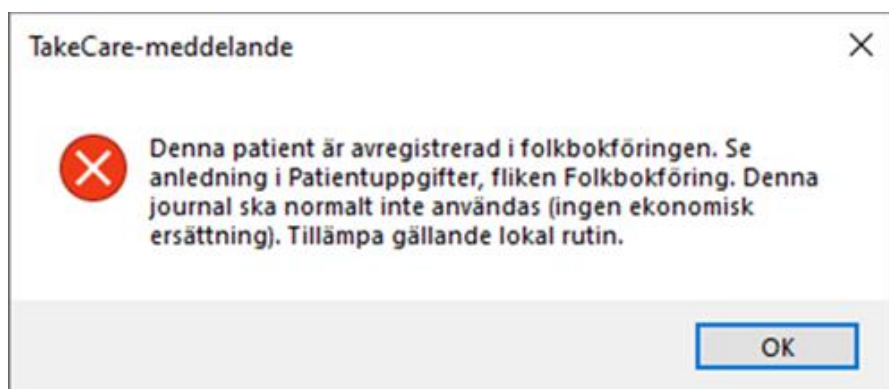 TakeCare-meddelande
Denna patient är avregistrerad i folkbokföringen. Se
anledning i Patientuppgifter, fliken Folkbokföring. Denna
journal ska normalt inte användas (ingen ekonomisk
ersättning). Tillämpa gällande lokal rutin.
OK